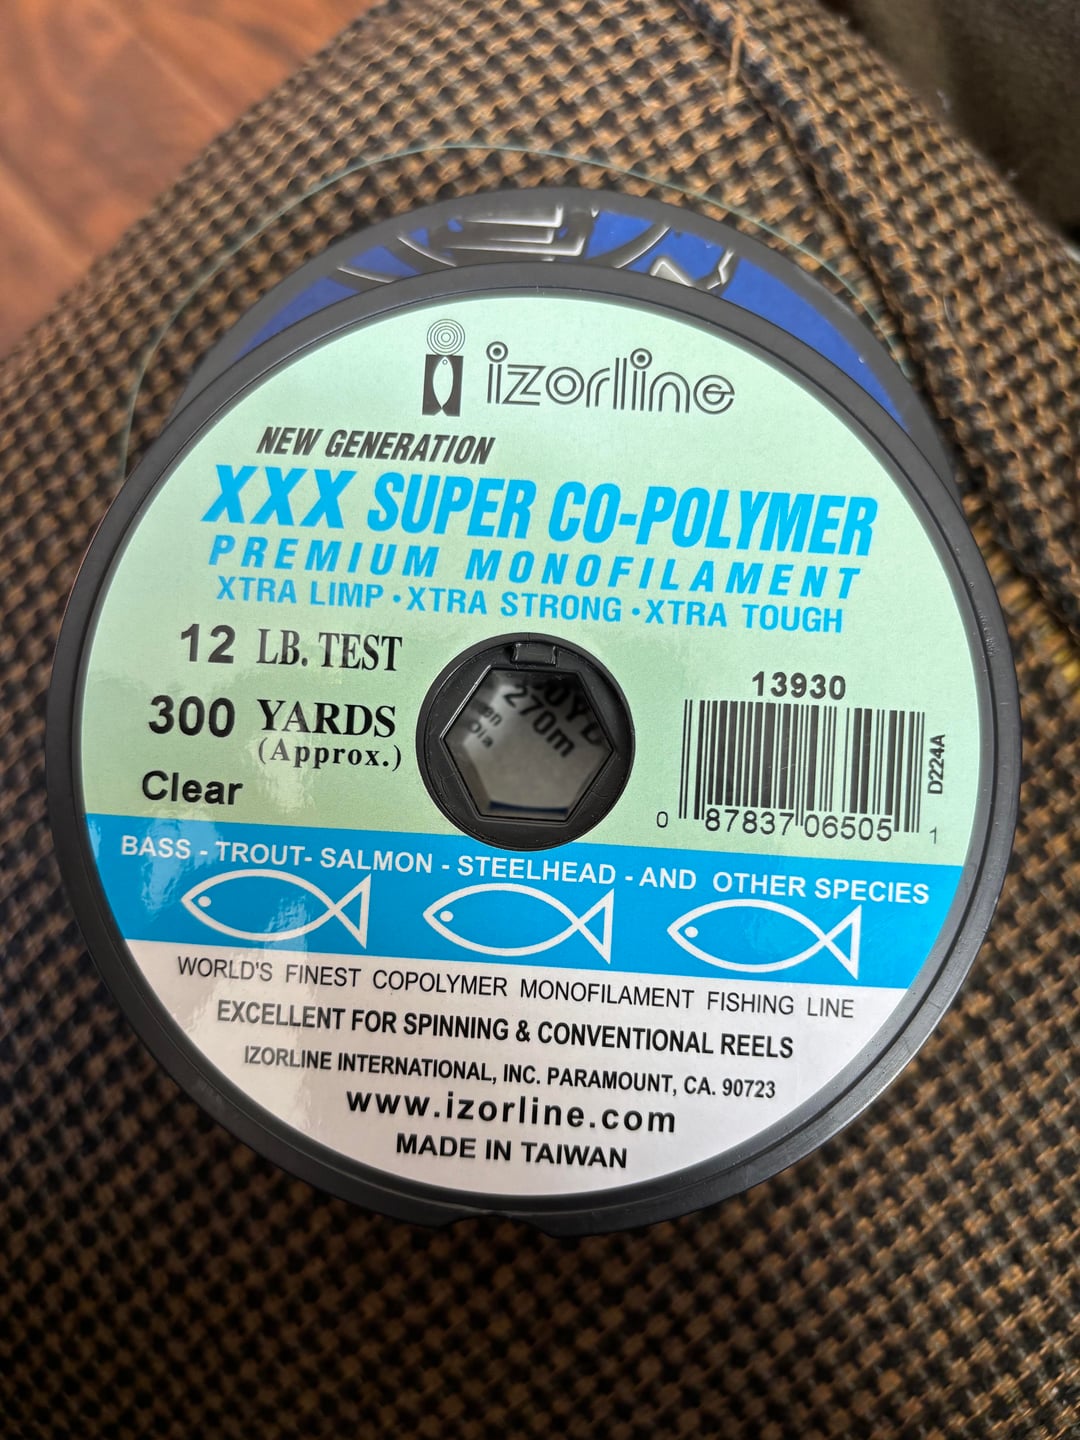 izorline
NEW GENERATION
XXX SUPER CO-POLYMER
PREMIUM MONOFILAMENT
XTRA LIMP • XTRA STRONG • XTRA TOUGH
12 LB. TEST
300 YARDS
(Approx.)
Clear
270m
Dia
13930
D224A
0 87837 06505 1
BASS - TROUT- SALMON - STEELHEAD - AND OTHER SPECIES
WORLD'S FINEST COPOLYMER MONOFILAMENT FISHING LINE
EXCELLENT FOR SPINNING & CONVENTIONAL REELS
IZORLINE INTERNATIONAL, INC. PARAMOUNT, CA. 90723
www.izorline.com
MADE IN TAIWAN